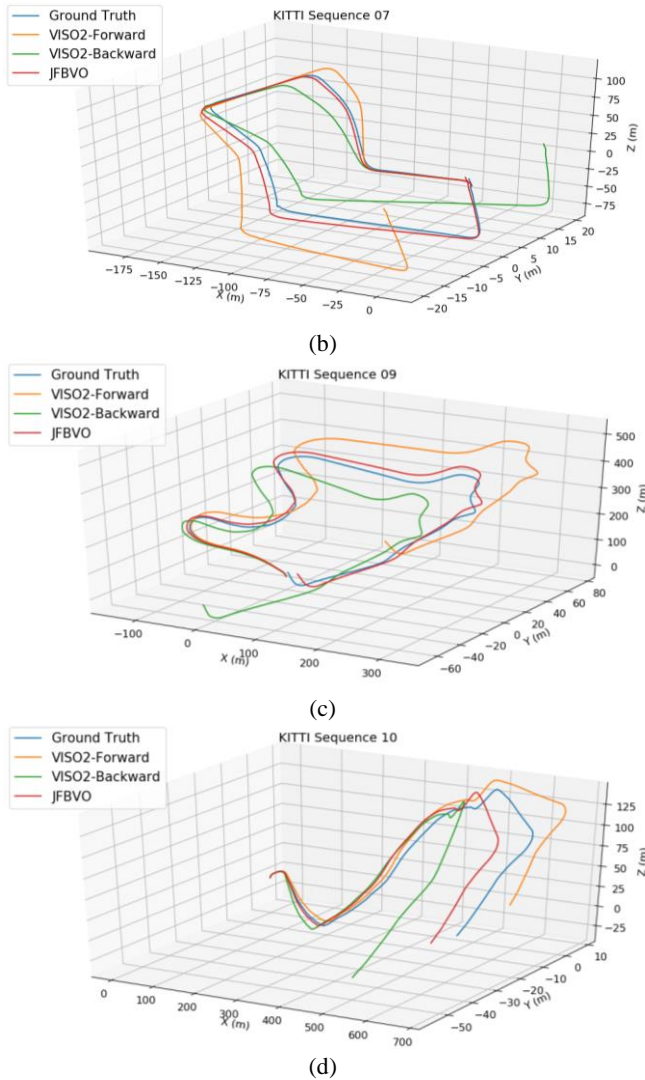 KITTI Sequence 07
Ground Truth
VISO2-Forward
VISO2-Backward
JFBVO
100
75
50
25
0
−25
−50
−75
Z (m)
20
15
10
5
0
−5
−10
−15
−20
Y (m)
−175
−150
−125
−100
−75
−50
−25
0
X (m)
(b)
KITTI Sequence 09
Ground Truth
VISO2-Forward
VISO2-Backward
JFBVO
500
400
300
200
100
0
Z (m)
80
60
40
20
0
−20
−40
−60
Y (m)
−100
0
100
200
300
X (m)
(c)
KITTI Sequence 10
Ground Truth
VISO2-Forward
VISO2-Backward
JFBVO
125
100
75
50
25
0
−25
Z (m)
10
0
−10
−20
−30
−40
−50
Y (m)
0
100
200
300
400
500
600
700
X (m)
(d)